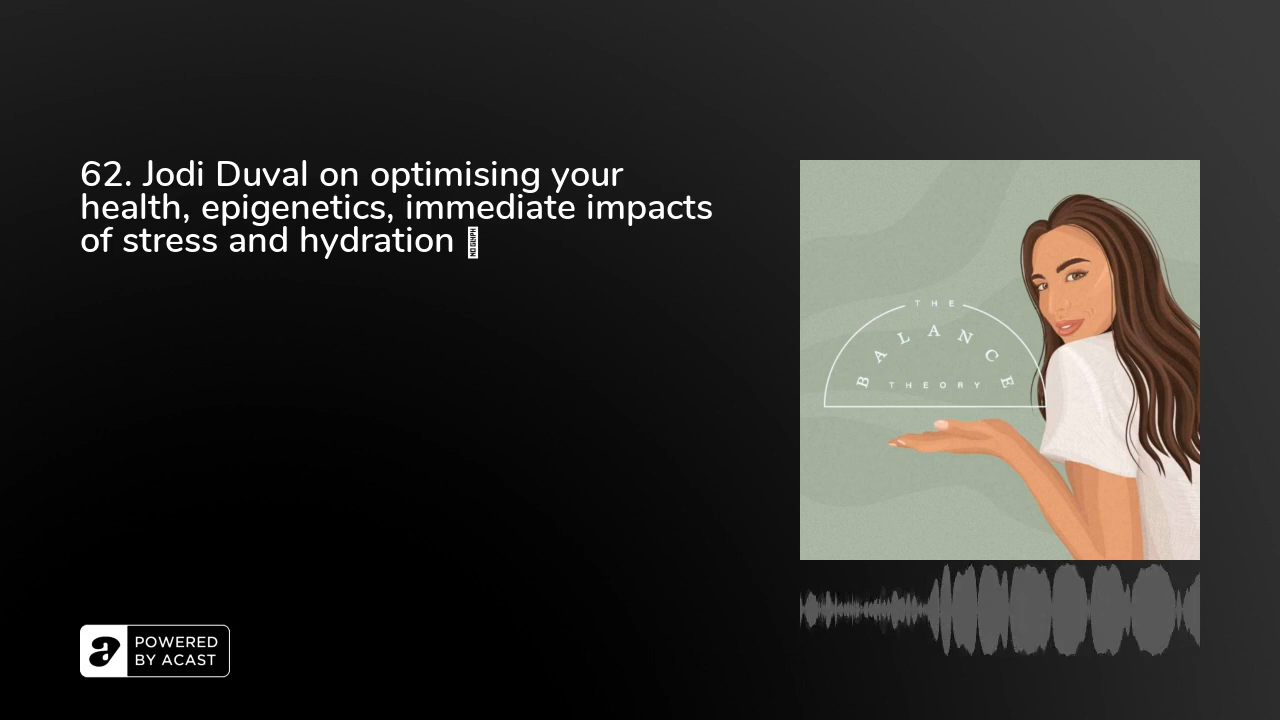 62. Jodi Duval on optimising your
health, epigenetics, immediate impacts
of stress and hydration
THE
BALANCE
THEORY
POWERED
BY ACAST